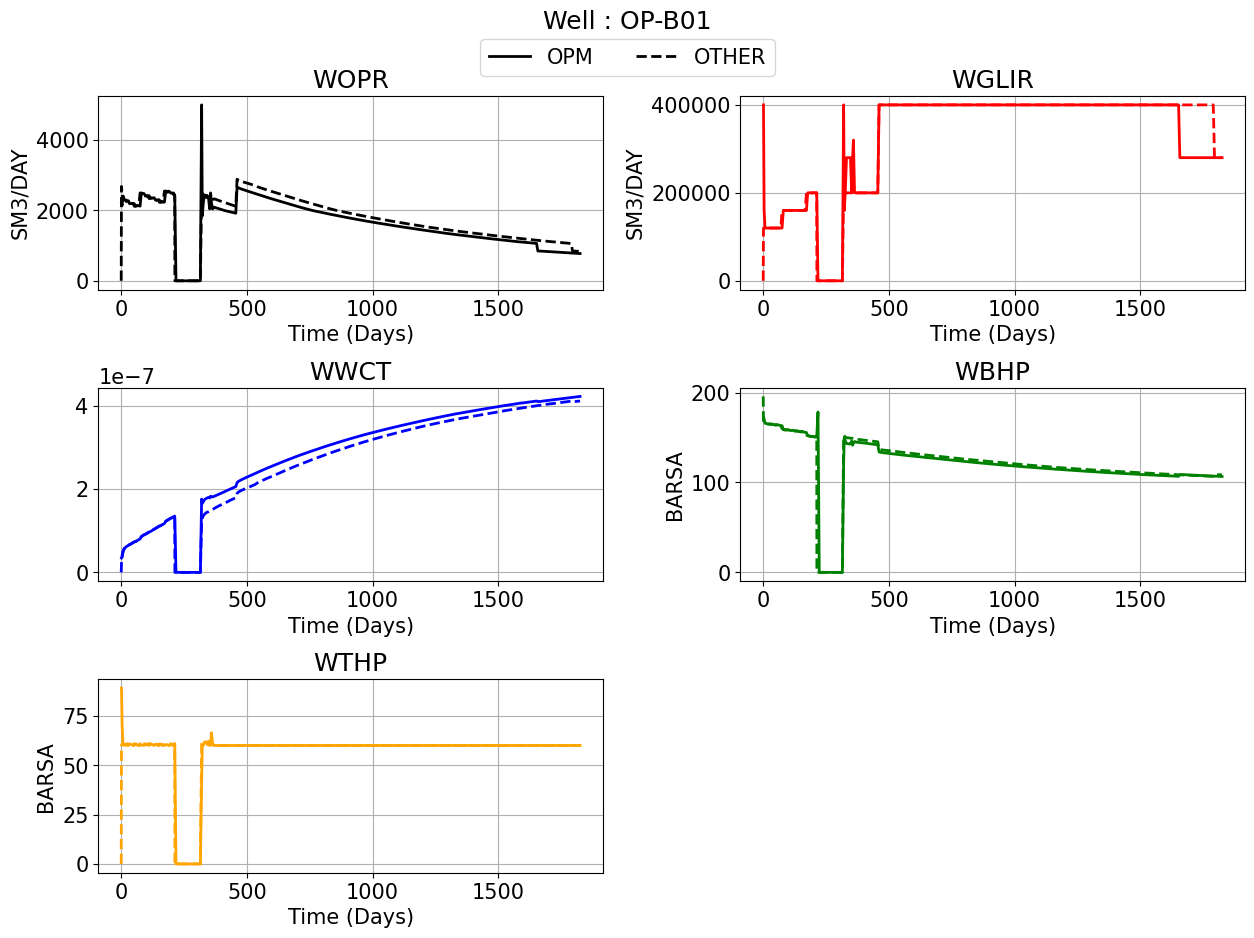 Well : OP-B01
OPM OTHER
WOPR
SM3/DAY
4000
2000
0
0 500 1000 1500
Time (Days)
WGLIR
SM3/DAY
400000
200000
0
0 500 1000 1500
Time (Days)
WWCT
1e−7
4
2
0
0 500 1000 1500
Time (Days)
WBHP
BARSA
200
100
0
0 500 1000 1500
Time (Days)
WTHP
BARSA
75
50
25
0
0 500 1000 1500
Time (Days)